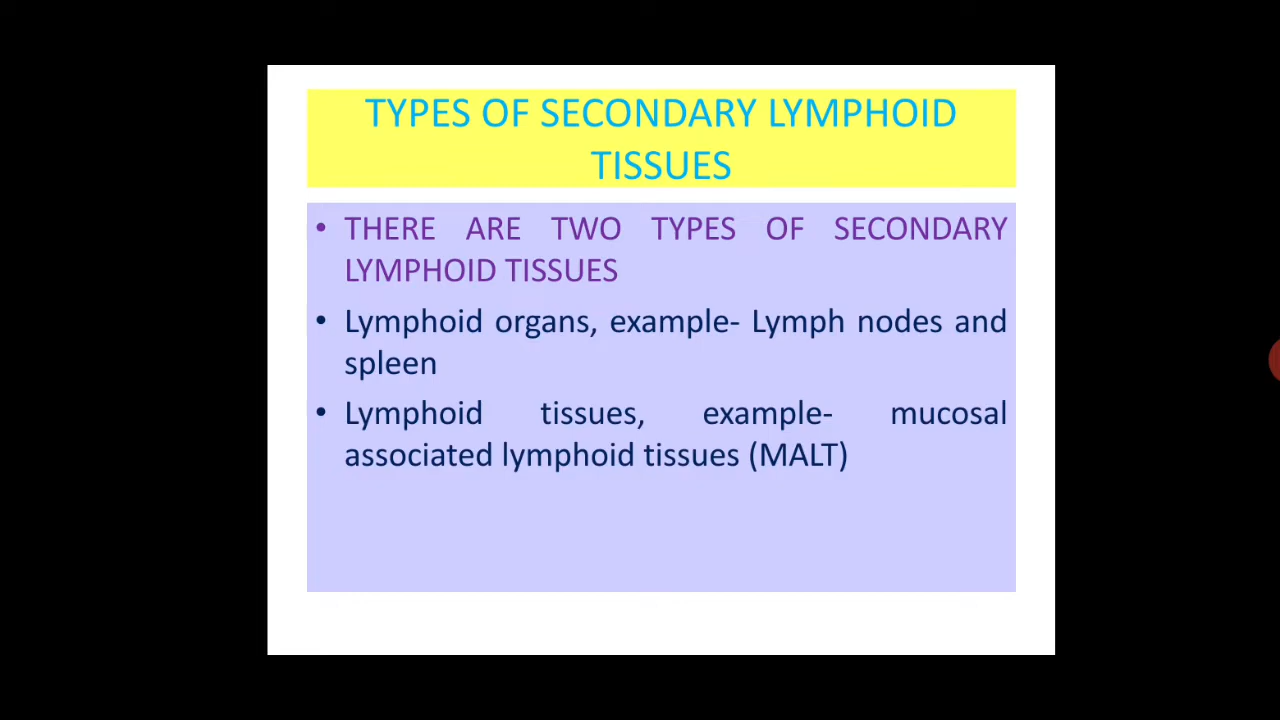 TYPES OF SECONDARY LYMPHOID
TISSUES
• THERE ARE TWO TYPES OF SECONDARY
LYMPHOID TISSUES
• Lymphoid organs, example- Lymph nodes and
spleen
• Lymphoid tissues, example- mucosal
associated lymphoid tissues (MALT)